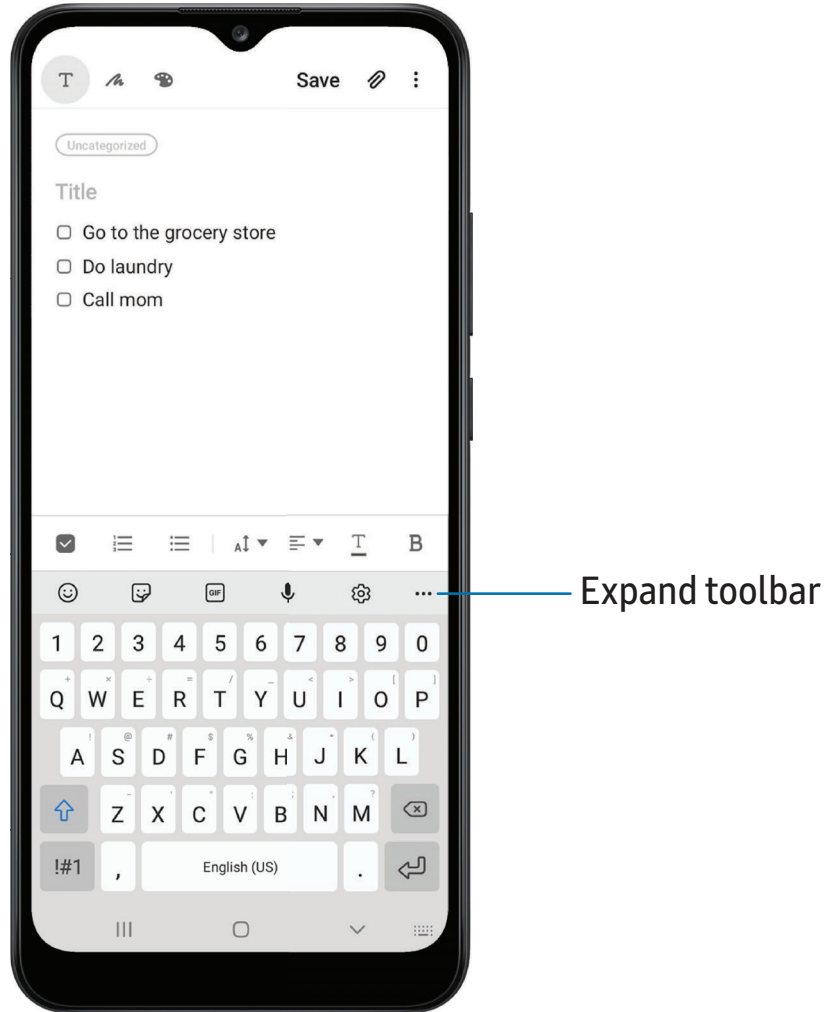 T Save
Uncategorized
Title
Go to the grocery store
Do laundry
Call mom
A T B
GIF
Expand toolbar
1 2 3 4 5 6 7 8 9 0
Q W E R T Y U I O P
A S D F G H J K L
Z X C V B N M
!#1 , English (US) .